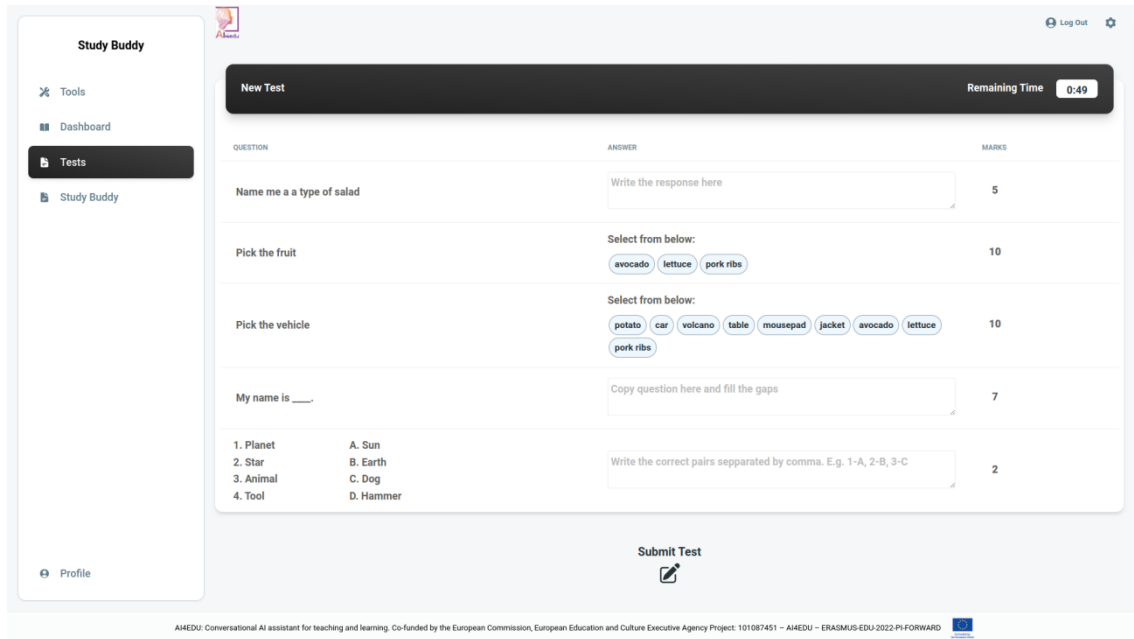 Study Buddy
Tools
Dashboard
Tests
Study Buddy
Profile
AI4edu
Log Out
New Test
Remaining Time 0:49
QUESTION ANSWER MARKS
Name me a a type of salad
Write the response here
5
Pick the fruit
Select from below:
avocado lettuce pork ribs
10
Pick the vehicle
Select from below:
potato car volcano table mousepad jacket avocado lettuce
pork ribs
10
My name is ___.
Copy question here and fill the gaps
7
1. Planet A. Sun
2. Star B. Earth
3. Animal C. Dog
4. Tool D. Hammer
Write the correct pairs sepparated by comma. E.g. 1-A, 2-B, 3-C
2
Submit Test
AI4EDU: Conversational AI assistant for teaching and learning. Co-funded by the European Commission, European Education and Culture Executive Agency Project: 101087451 – AI4EDU – ERASMUS-EDU-2022-PI-FORWARD